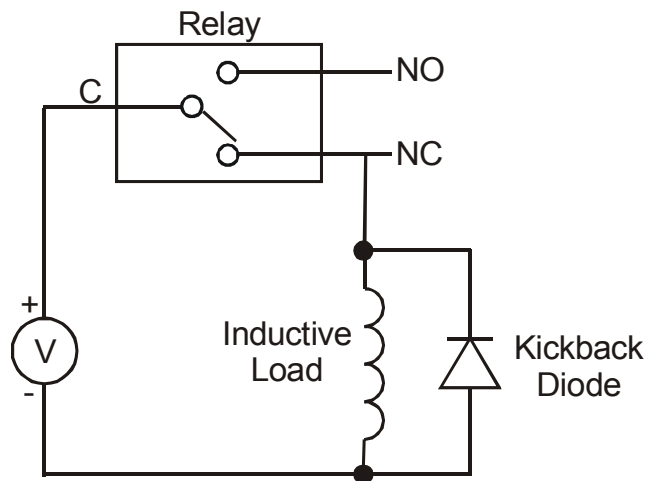 Relay
NO
C
NC
+
V
-
Inductive
Load
Kickback
Diode